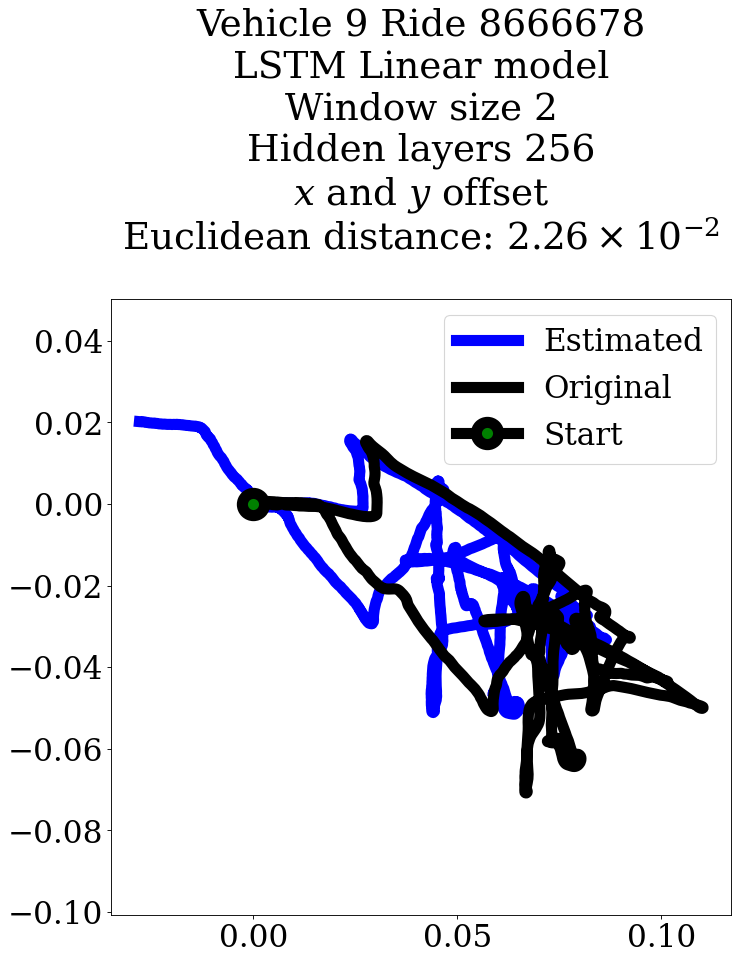 Vehicle 9 Ride 8666678
LSTM Linear model
Window size 2
Hidden layers 256
x and y offset
Euclidean distance: 2.26 × 10⁻²
Estimated
Original
Start
0.04
0.02
0.00
−0.02
−0.04
−0.06
−0.08
−0.10
0.00 0.05 0.10